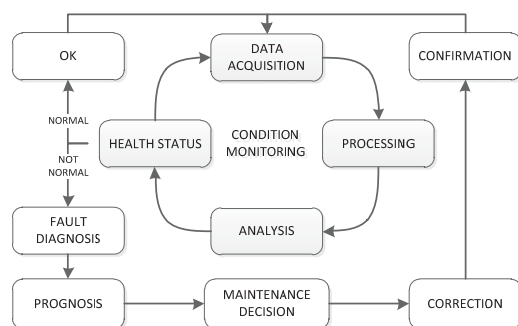 OK
DATA
ACQUISITION
CONFIRMATION
NORMAL
HEALTH STATUS
CONDITION
MONITORING
PROCESSING
NOT
NORMAL
FAULT
DIAGNOSIS
ANALYSIS
PROGNOSIS
MAINTENANCE
DECISION
CORRECTION